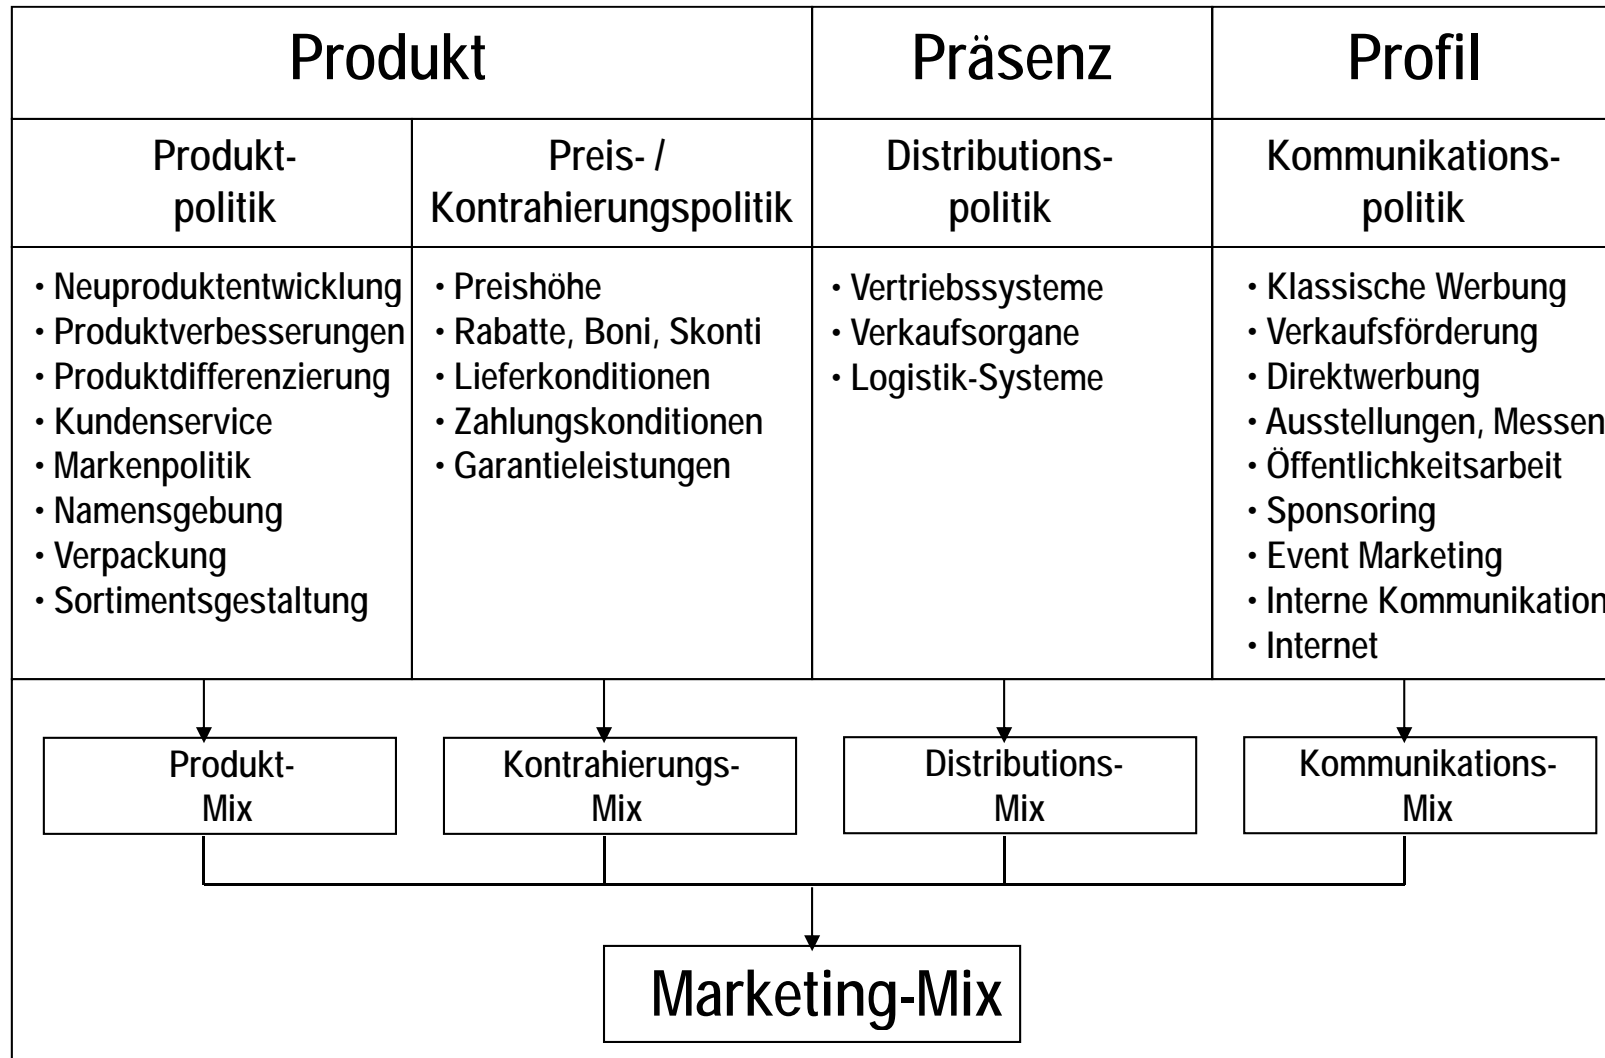 Produkt
Präsenz
Profil
Produkt-
politik
Preis- /
Kontrahierungspolitik
Distributions-
politik
Kommunikations-
politik
• Neuproduktentwicklung
• Produktverbesserungen
• Produktdifferenzierung
• Kundenservice
• Markenpolitik
• Namensgebung
• Verpackung
• Sortimentsgestaltung
• Preishöhe
• Rabatte, Boni, Skonti
• Lieferkonditionen
• Zahlungskonditionen
• Garantieleistungen
• Vertriebssysteme
• Verkaufsorgane
• Logistik-Systeme
• Klassische Werbung
• Verkaufsförderung
• Direktwerbung
• Ausstellungen, Messen
• Öffentlichkeitsarbeit
• Sponsoring
• Event Marketing
• Interne Kommunikation
• Internet
Produkt-
Mix
Kontrahierungs-
Mix
Distributions-
Mix
Kommunikations-
Mix
Marketing-Mix